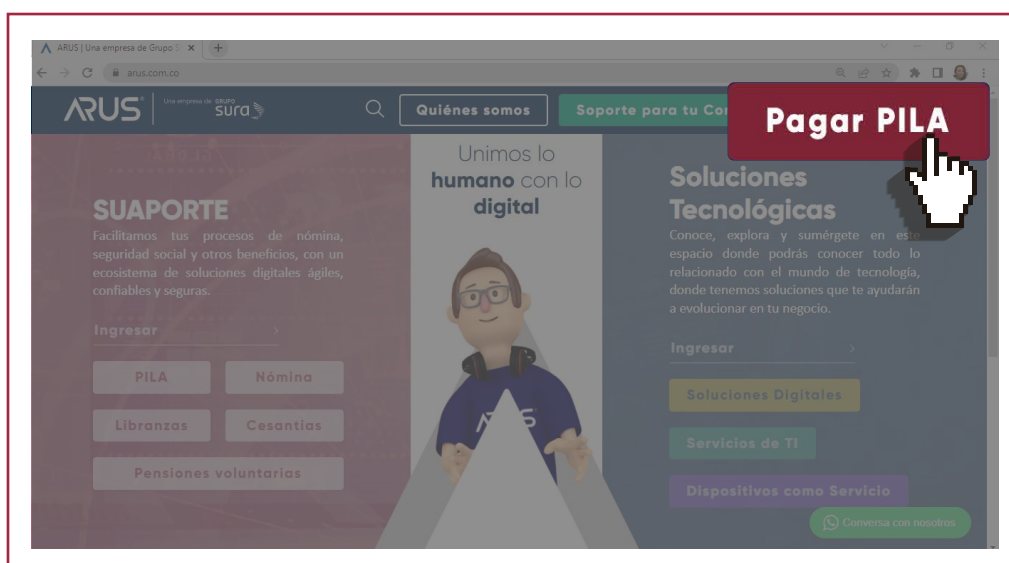 ARUS | Una empresa de Grupo S
arus.com.co
ARUS
Una empresa de GRUPO
sura
Quiénes somos
Soporte para tu Co
Pagar PILA
SUAPORTE
Facilitamos tus procesos de nómina,
seguridad social y otros beneficios, con un
ecosistema de soluciones digitales ágiles,
confiables y seguras.
Ingresar
PILA
Nómina
Libranzas
Cesantías
Pensiones voluntarias
Unimos lo
humano con lo
digital
ARUS
Soluciones
Tecnológicas
Conoce, explora y sumérgete en este
espacio donde podrás conocer todo lo
relacionado con el mundo de tecnología,
donde tenemos soluciones que te ayudarán
a evolucionar en tu negocio.
Ingresar
Soluciones Digitales
Servicios de TI
Dispositivos como Servicio
Conversa con nosotros